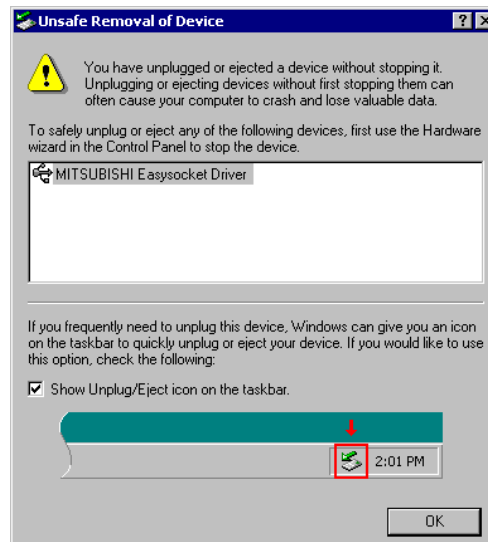 Unsafe Removal of Device
You have unplugged or ejected a device without stopping it.
Unplugging or ejecting devices without first stopping them can
often cause your computer to crash and lose valuable data.
To safely unplug or eject any of the following devices, first use the Hardware
wizard in the Control Panel to stop the device.
MITSUBISHI Easysocket Driver
If you frequently need to unplug this device, Windows can give you an icon
on the taskbar to quickly unplug or eject your device. If you would like to use
this option, check the following:
Show Unplug/Eject icon on the taskbar.
2:01 PM
OK